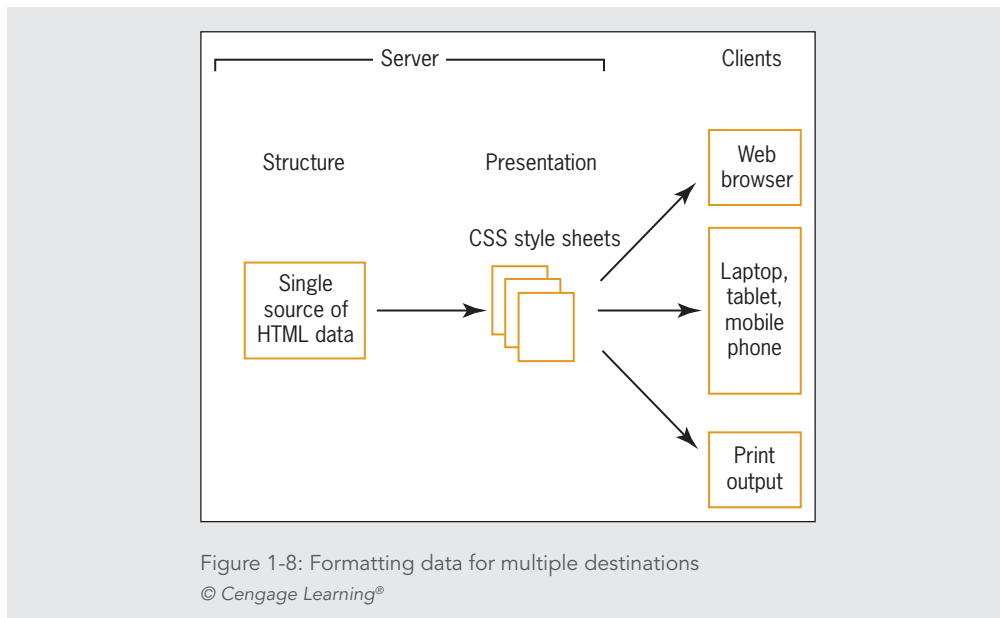 Server
Clients
Structure
Presentation
Web
browser
CSS style sheets
Single
source of
HTML data
Laptop,
tablet,
mobile
phone
Print
output
Figure 1-8: Formatting data for multiple destinations
© Cengage Learning®